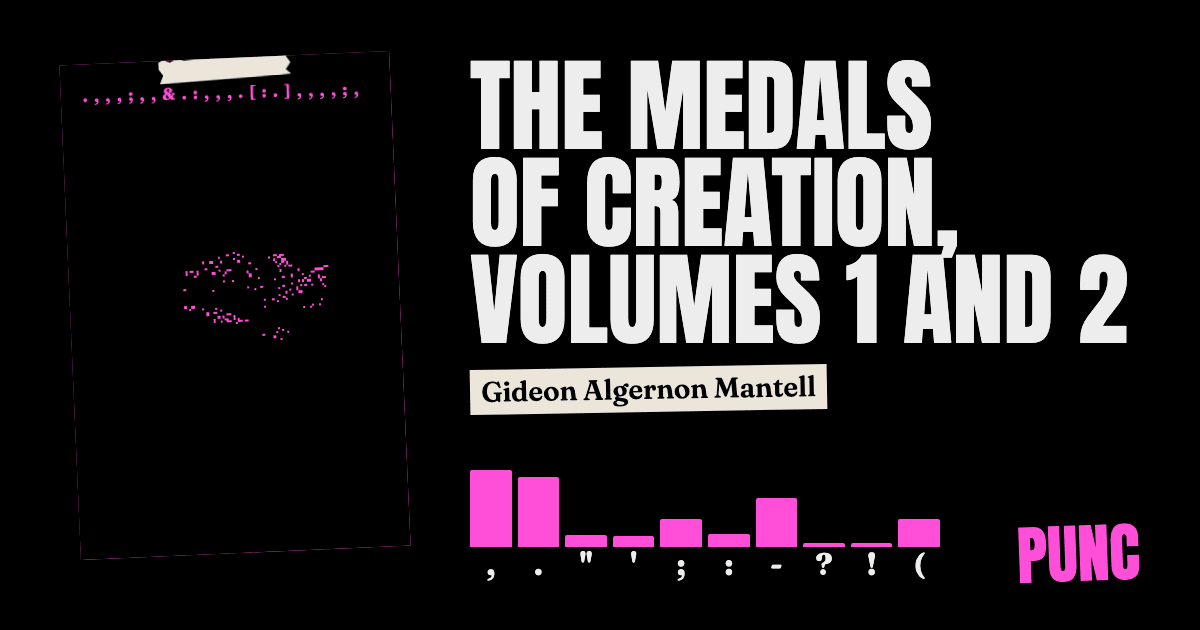 .,,,;,,&.:,,,.[:.],,,,;,
THE MEDALS
OF CREATION,
VOLUMES 1 AND 2
Gideon Algernon Mantell
, . " ' ; : - ? ! (
PUNC